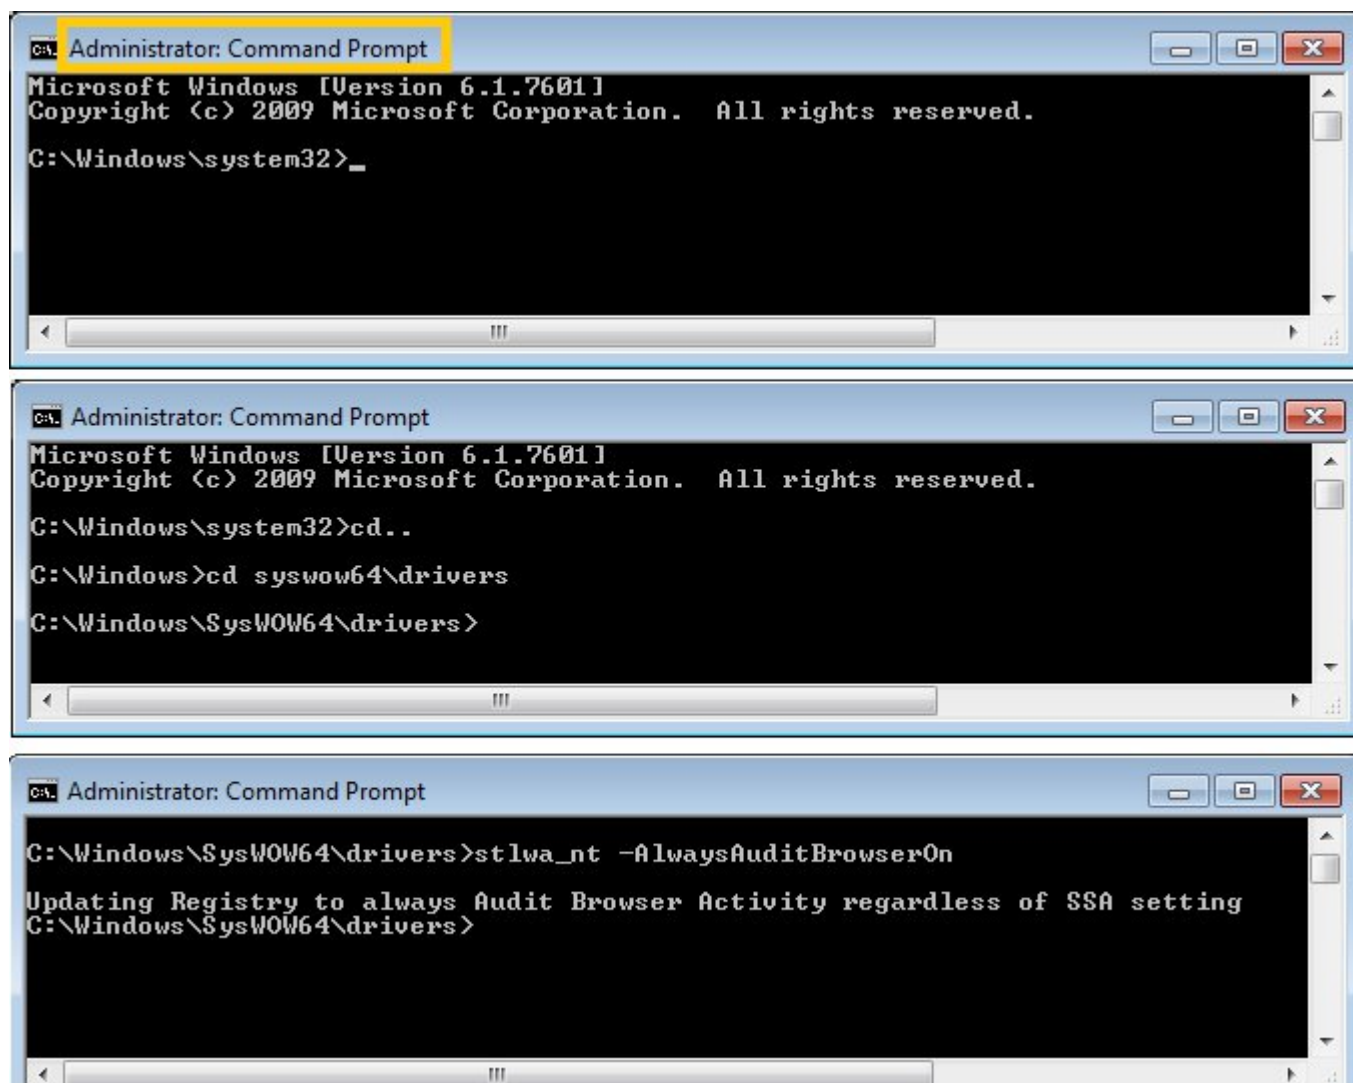 Administrator: Command Prompt
Microsoft Windows [Version 6.1.7601]
Copyright (c) 2009 Microsoft Corporation.  All rights reserved.
C:\Windows\system32>_
Administrator: Command Prompt
Microsoft Windows [Version 6.1.7601]
Copyright (c) 2009 Microsoft Corporation.  All rights reserved.
C:\Windows\system32>cd..
C:\Windows>cd syswow64\drivers
C:\Windows\SysWOW64\drivers>
Administrator: Command Prompt
C:\Windows\SysWOW64\drivers>stlwa_nt -AlwaysAuditBrowserOn
Updating Registry to always Audit Browser Activity regardless of SSA setting
C:\Windows\SysWOW64\drivers>